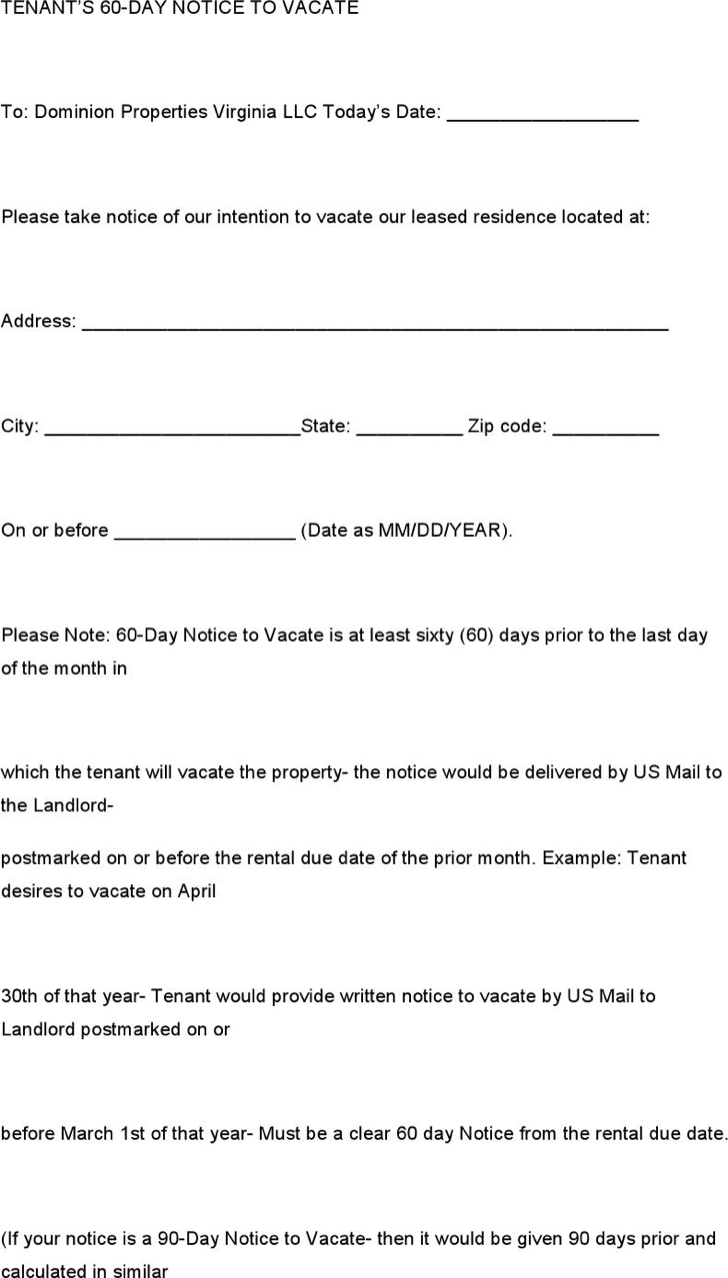 TENANT’S 60-DAY NOTICE TO VACATE
To: Dominion Properties Virginia LLC Today’s Date: __________________
Please take notice of our intention to vacate our leased residence located at:
Address: _______________________________________________________
City: ________________________State: __________ Zip code: __________
On or before _________________ (Date as MM/DD/YEAR).
Please Note: 60-Day Notice to Vacate is at least sixty (60) days prior to the last day
of the month in
which the tenant will vacate the property- the notice would be delivered by US Mail to
the Landlord-
postmarked on or before the rental due date of the prior month. Example: Tenant
desires to vacate on April
30th of that year- Tenant would provide written notice to vacate by US Mail to
Landlord postmarked on or
before March 1st of that year- Must be a clear 60 day Notice from the rental due date.
(If your notice is a 90-Day Notice to Vacate- then it would be given 90 days prior and
calculated in similar